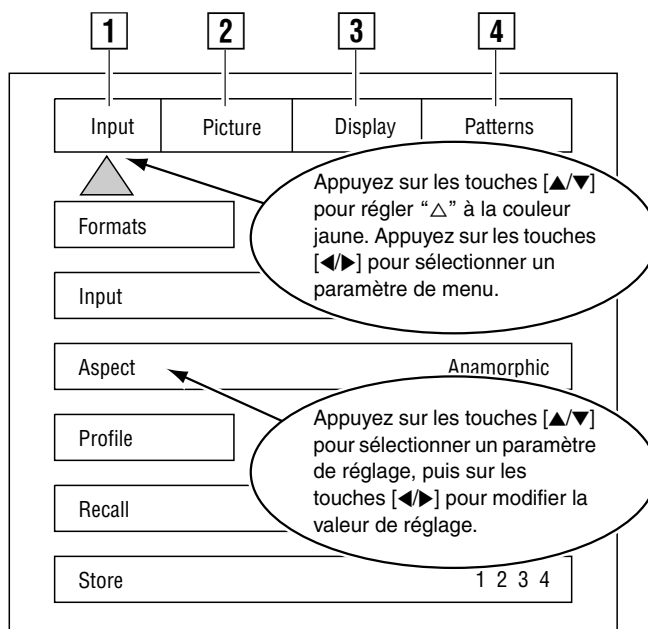 1 2 3 4
Input Picture Display Patterns
Appuyez sur les touches [▲/▼]
pour régler “△” à la couleur
jaune. Appuyez sur les touches
[◀/▶] pour sélectionner un
paramètre de menu.
Formats
Input
Aspect Anamorphic
Appuyez sur les touches [▲/▼]
pour sélectionner un paramètre
de réglage, puis sur les
touches [◀/▶] pour modifier la
valeur de réglage.
Profile
Recall
Store 1 2 3 4